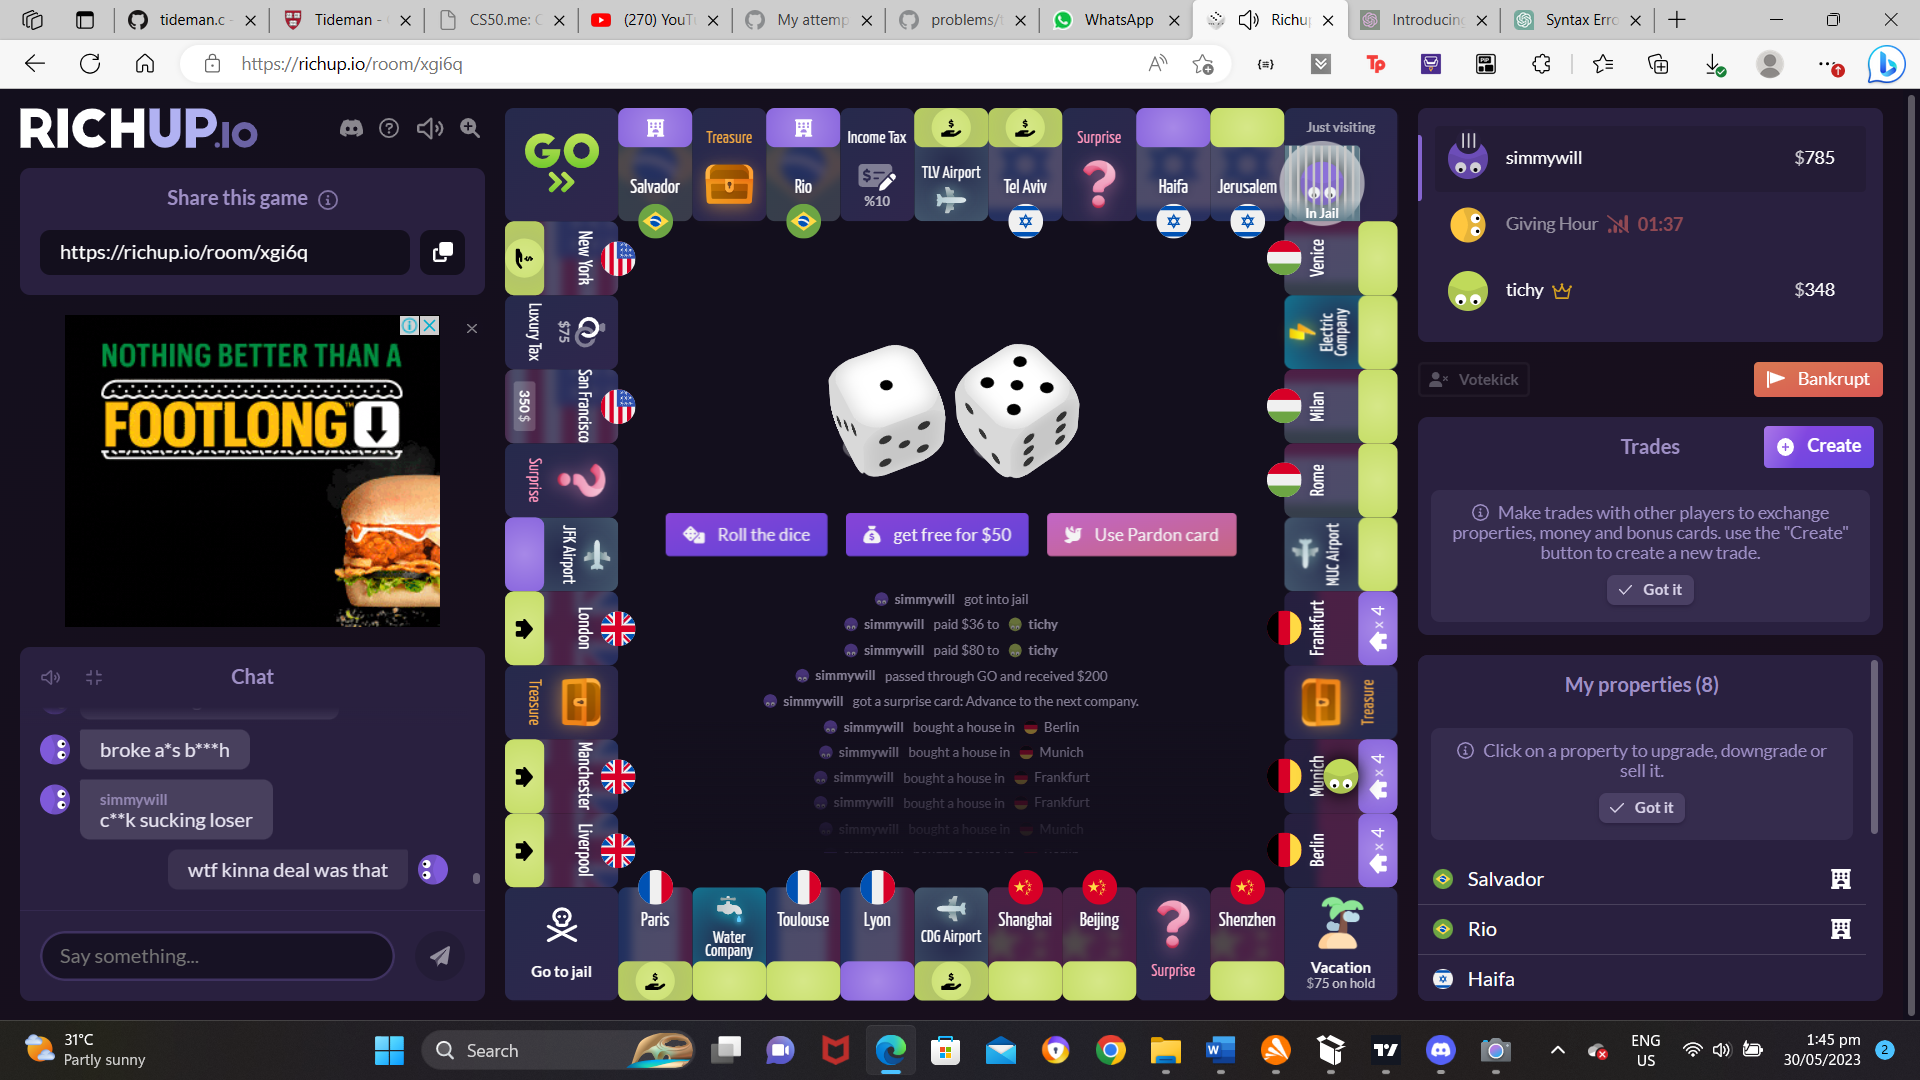 tideman.c -
Tideman -
CS50.me: C
(270) YouT
My attemp
problems/t
WhatsApp
Richup
Introducing
Syntax Erro
https://richup.io/room/xgi6q
RICHUP.IO
Share this game
https://richup.io/room/xgi6q
NOTHING BETTER THAN A
FOOTLONG
Chat
broke a*s b***h
simmywill
c**k sucking loser
wtf kinna deal was that
Say something...
GO
Salvador
Treasure
Rio
Income Tax
%10
TLV Airport
Tel Aviv
Surprise
Haifa
Jerusalem
Just visiting
In Jail
Venice
Electric
Company
Milan
Rome
MUC Airport
Frankfurt
x 4
Treasure
Munich
x 4
Berlin
x 4
Vacation
$75 on hold
Shenzhen
Surprise
Beijing
Shanghai
CDG Airport
Lyon
Toulouse
Water
Company
Paris
Go to jail
Liverpool
Manchester
Treasure
London
JFK Airport
Surprise
San Francisco
350 $
Luxury Tax
$75
New York
Roll the dice
get free for $50
Use Pardon card
simmywill got into jail
simmywill paid $36 to tichy
simmywill paid $80 to tichy
simmywill passed through GO and received $200
simmywill got a surprise card: Advance to the next company.
simmywill bought a house in Berlin
simmywill bought a house in Munich
simmywill bought a house in Frankfurt
simmywill bought a house in Frankfurt
simmywill bought a house in Munich
simmywill $785
Giving Hour 01:37
tichy $348
Votekick
Bankrupt
Trades
Create
Make trades with other players to exchange
properties, money and bonus cards. use the "Create"
button to create a new trade.
Got it
My properties (8)
Click on a property to upgrade, downgrade or
sell it.
Got it
Salvador
Rio
Haifa
31°C
Partly sunny
Search
ENG
US
1:45 pm
30/05/2023
2